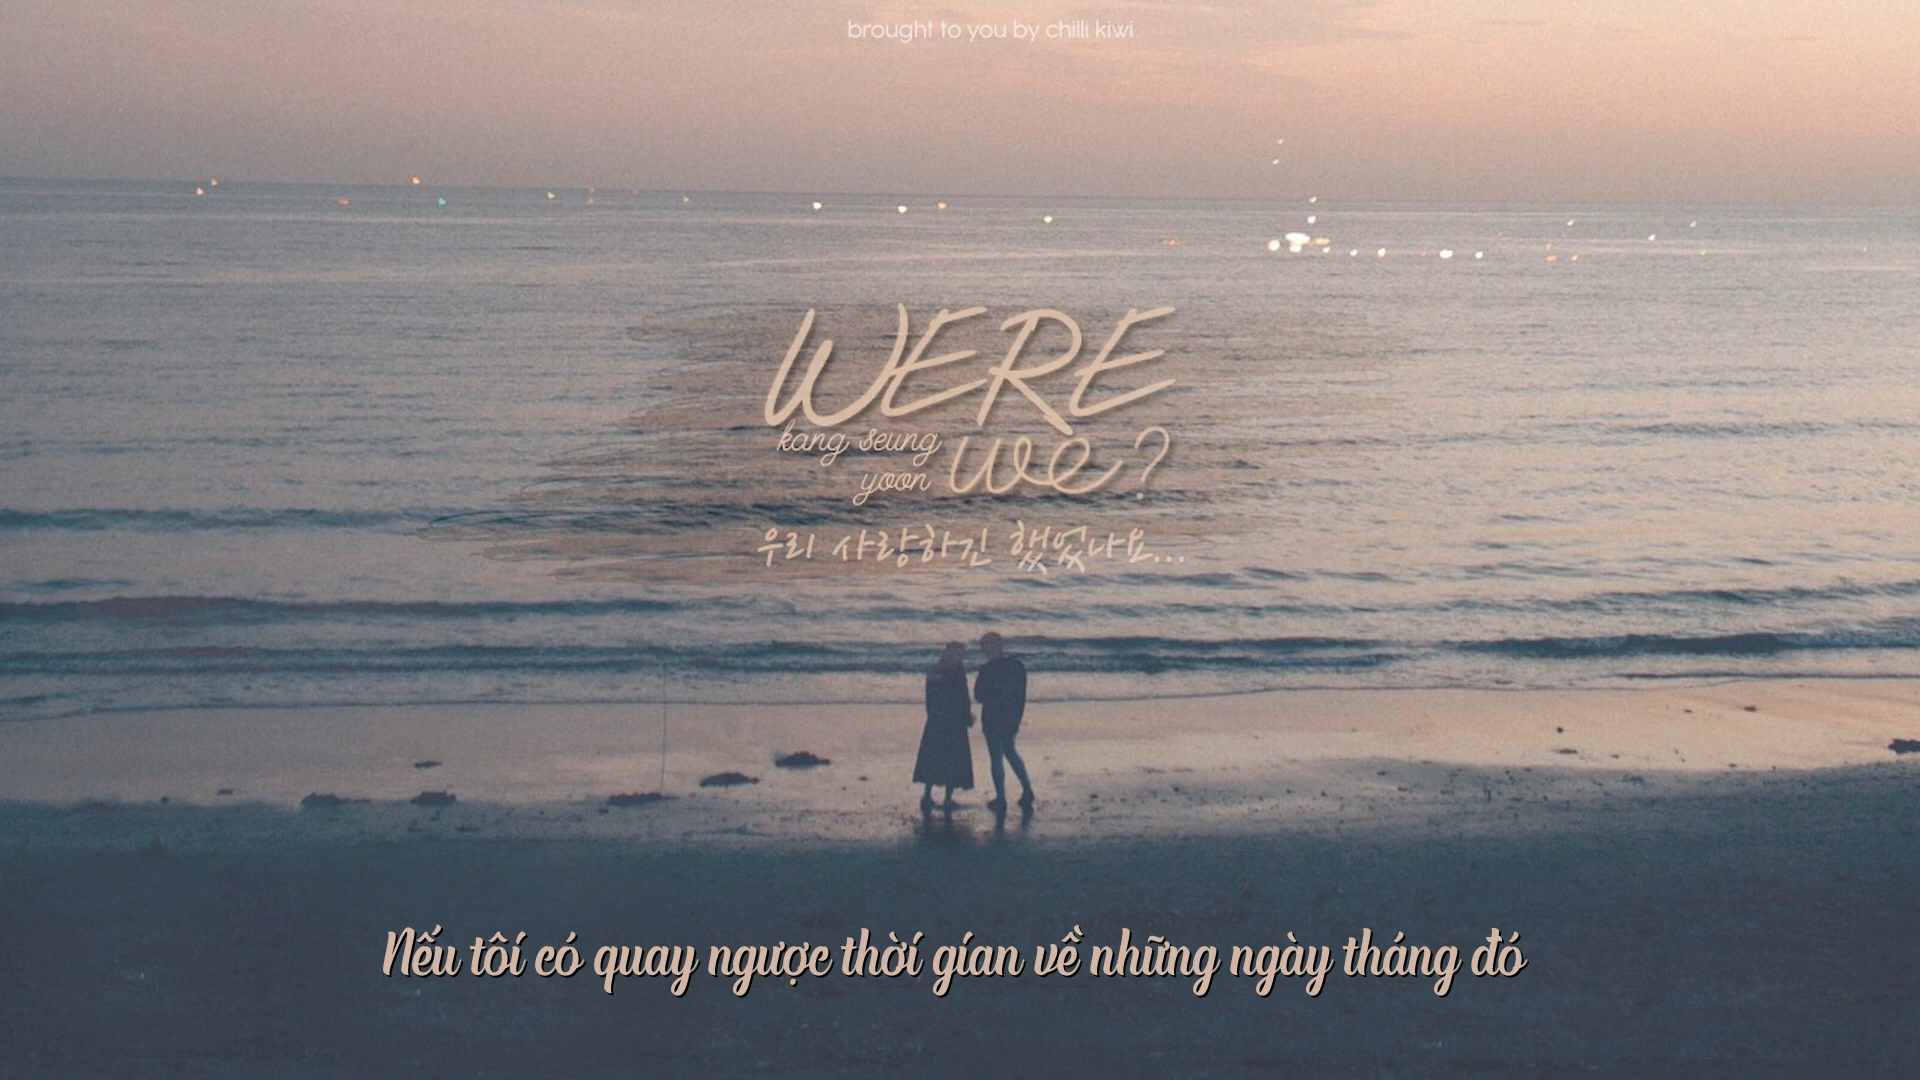 brought to you by chilli kiwi
WERE
kang seung
yoon we?
우리 사랑하긴 했었나요...
Nếu tôi có quay ngược thời gian về những ngày tháng đó